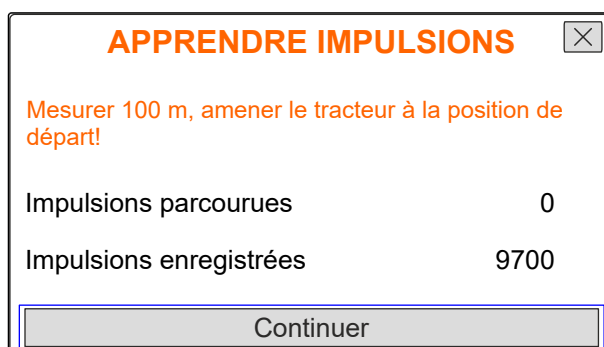 APPRENDRE IMPULSIONS
Mesurer 100 m, amener le tracteur à la position de
départ!
Impulsions parcourues 0
Impulsions enregistrées 9700
Continuer